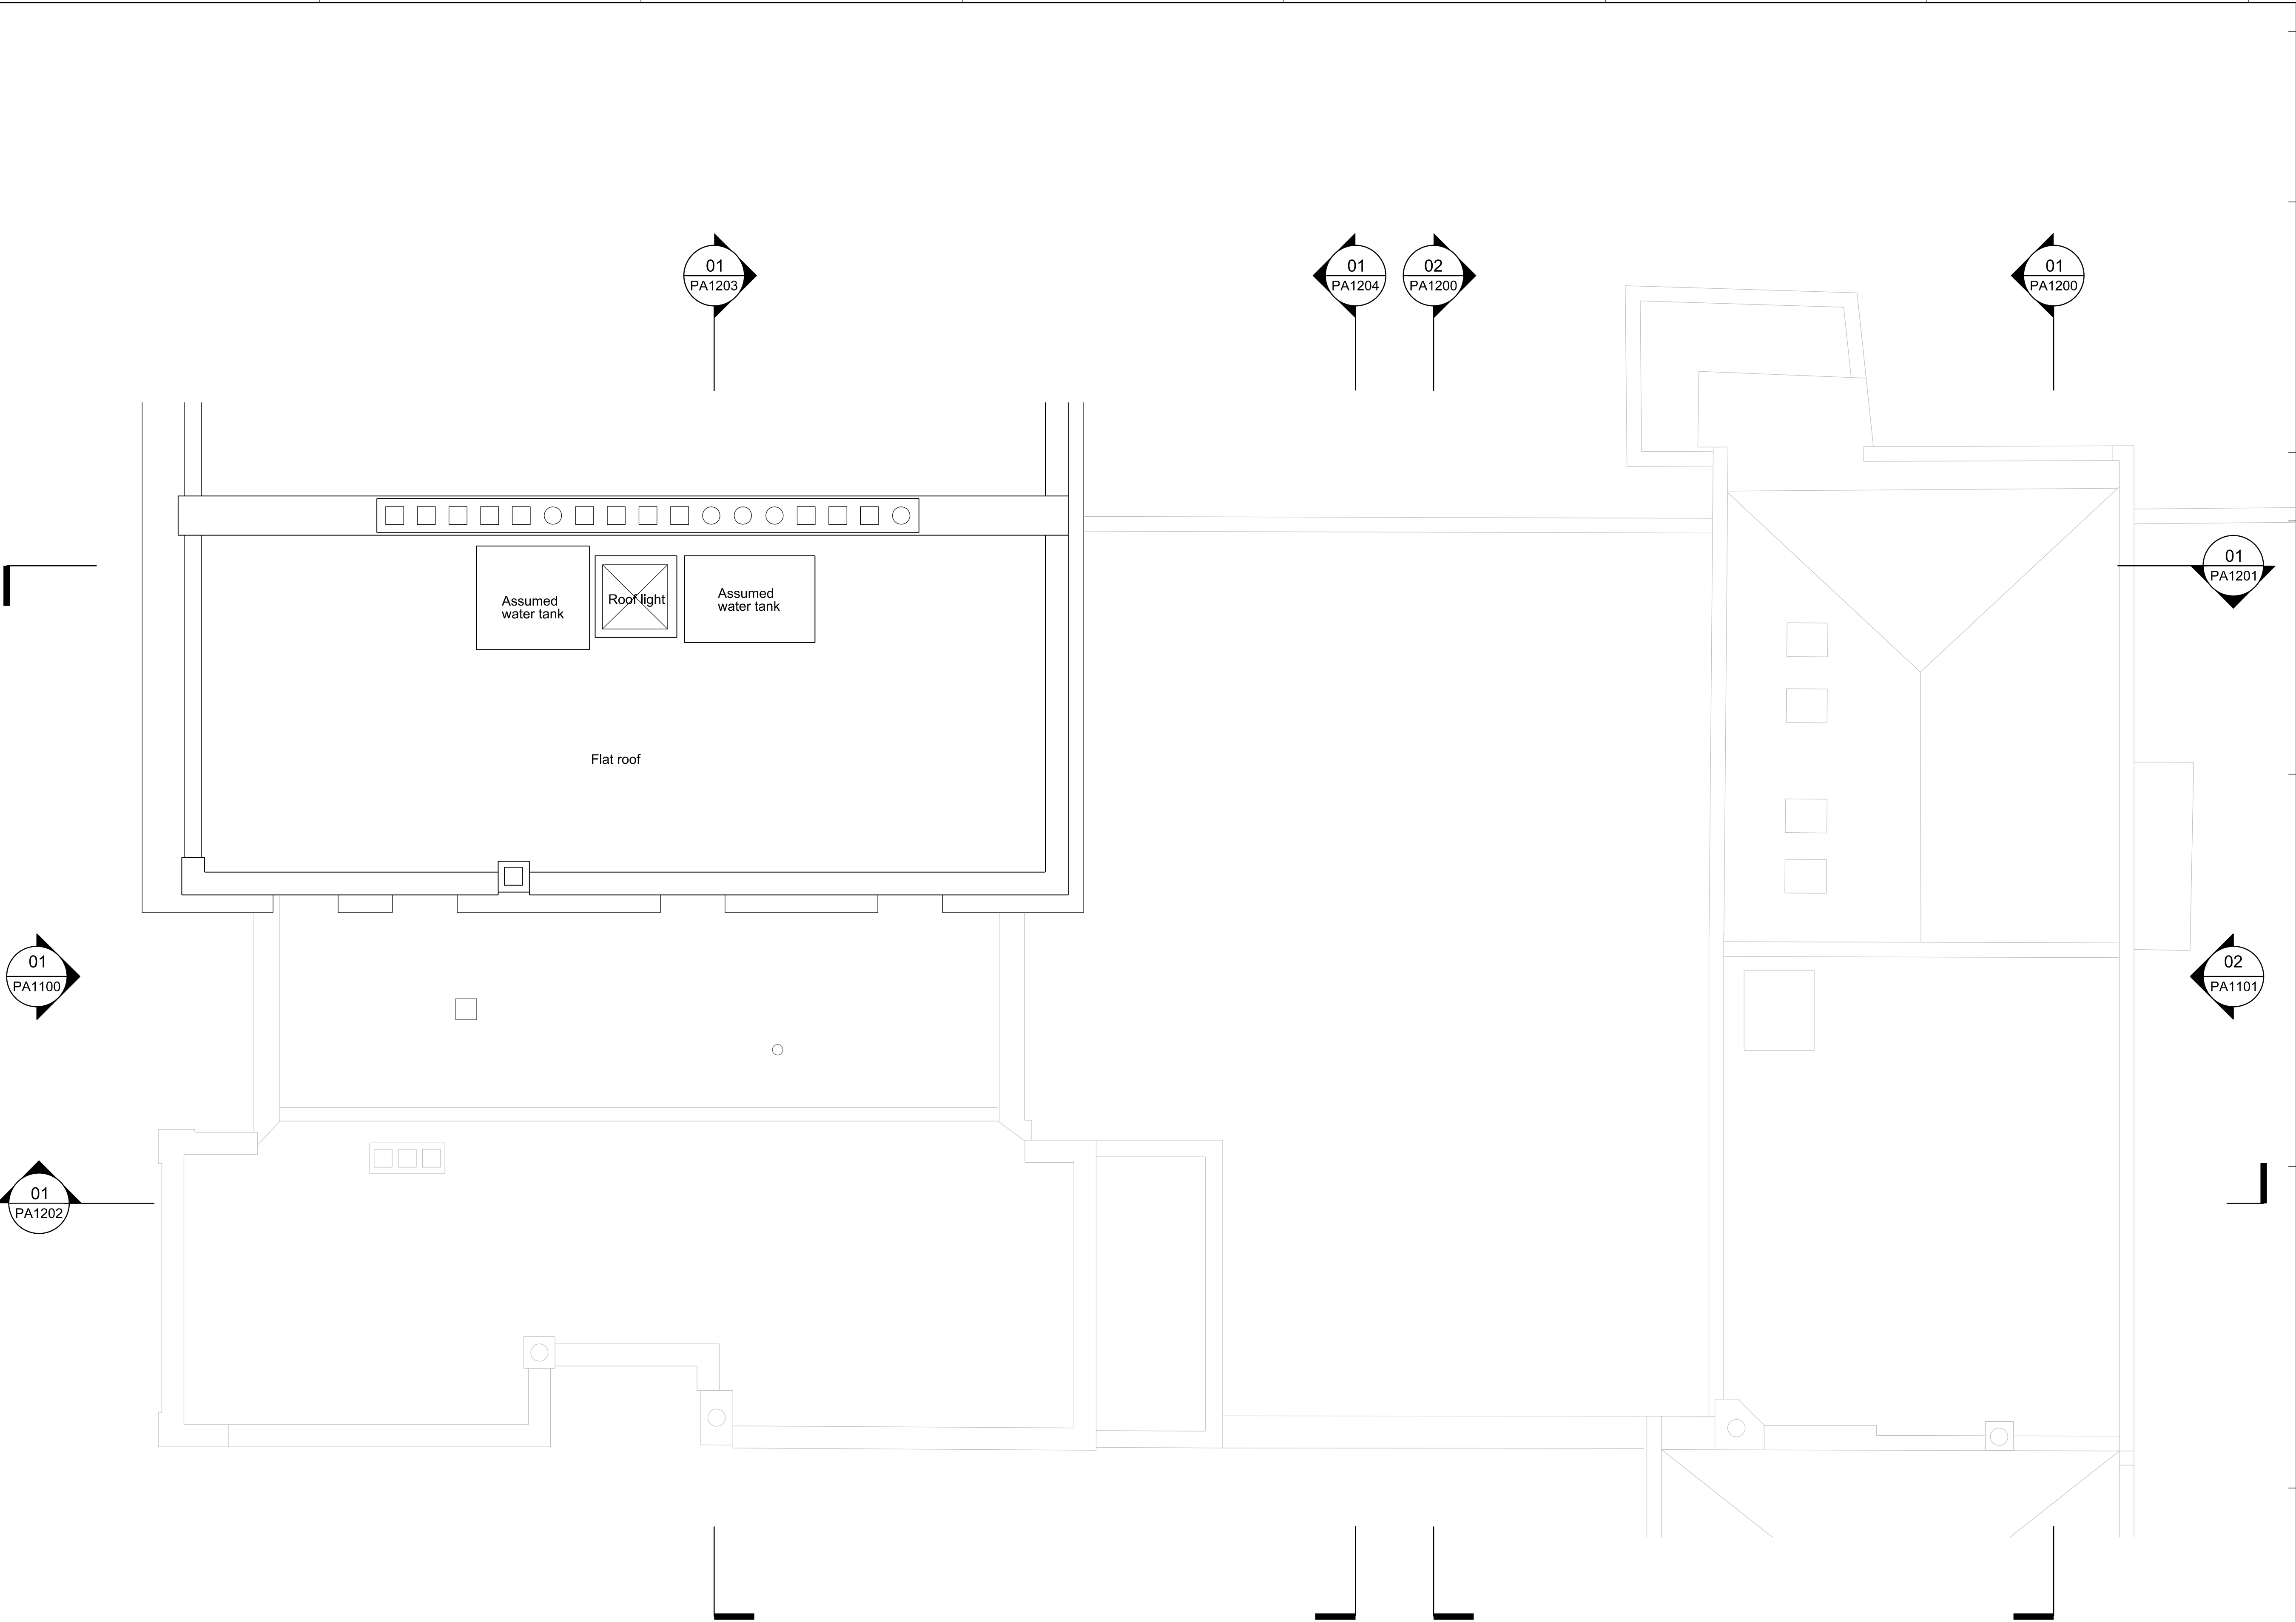 01
PA1203
01
PA1204
02
PA1200
01
PA1200
01
PA1201
Assumed
water tank
Roof light
Assumed
water tank
Flat roof
01
PA1100
02
PA1101
01
PA1202